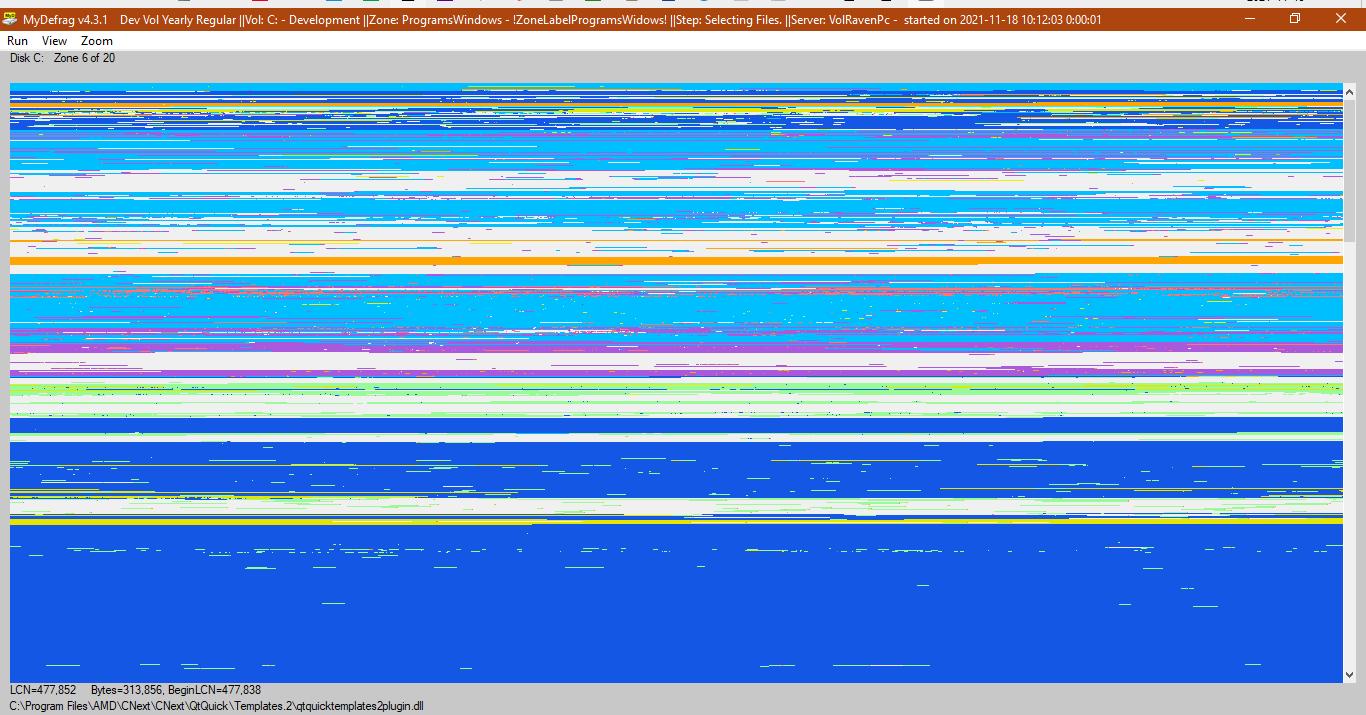 MyDefrag v4.3.1 Dev Vol Yearly Regular ||Vol: C: - Development ||Zone: ProgramsWindows - !ZoneLabelProgramsWidows! ||Step: Selecting Files. ||Server: VolRavenPc - started on 2021-11-18 10:12:03 0:00:01
Run View Zoom
Disk C: Zone 6 of 20
LCN=477,852 Bytes=313,856, BeginLCN=477,838
C:\Program Files\AMD\CNext\CNext\QtQuick\Templates.2\qtquicktemplates2plugin.dll